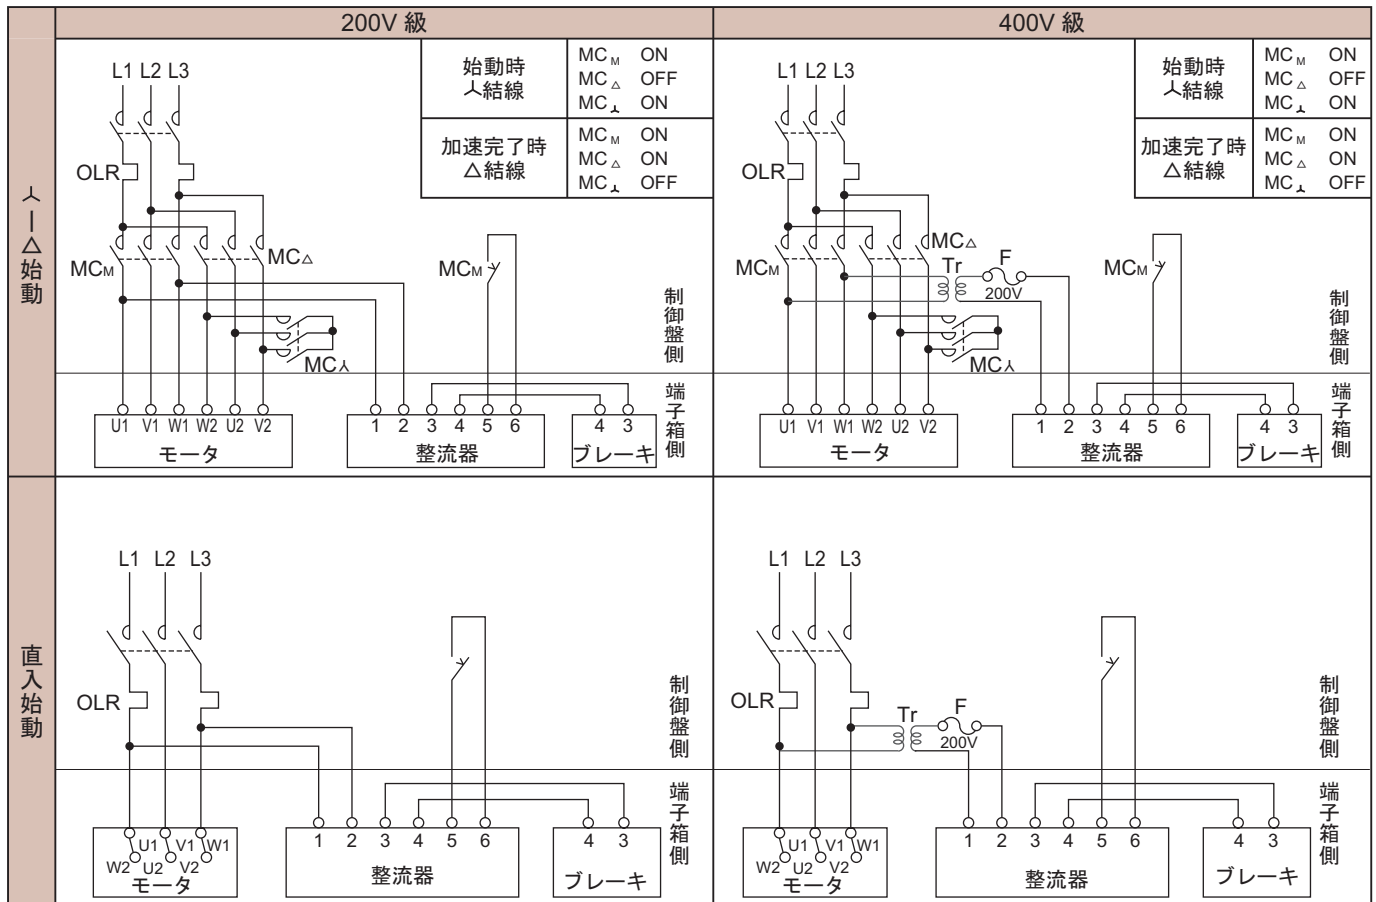 200V 級
400V 級
人ー△始動
L1 L2 L3
始動時
人結線
MCM ON
MC△ OFF
MC人 ON
加速完了時
△結線
MCM ON
MC△ ON
MC人 OFF
OLR
MCM
MC△
MCM
MC人
制御盤側
端子箱側
U1 V1 W1 W2 U2 V2
モータ
1 2 3 4 5 6
整流器
4 3
ブレーキ
L1 L2 L3
始動時
人結線
MCM ON
MC△ OFF
MC人 ON
加速完了時
△結線
MCM ON
MC△ ON
MC人 OFF
OLR
MCM
MC△
Tr
F
200V
MCM
MC人
制御盤側
端子箱側
U1 V1 W1 W2 U2 V2
モータ
1 2 3 4 5 6
整流器
4 3
ブレーキ
直入始動
L1 L2 L3
OLR
制御盤側
端子箱側
U1 V1 W1
W2 U2 V2
モータ
1 2 3 4 5 6
整流器
4 3
ブレーキ
L1 L2 L3
OLR
Tr
F
200V
制御盤側
端子箱側
U1 V1 W1
W2 U2 V2
モータ
1 2 3 4 5 6
整流器
4 3
ブレーキ